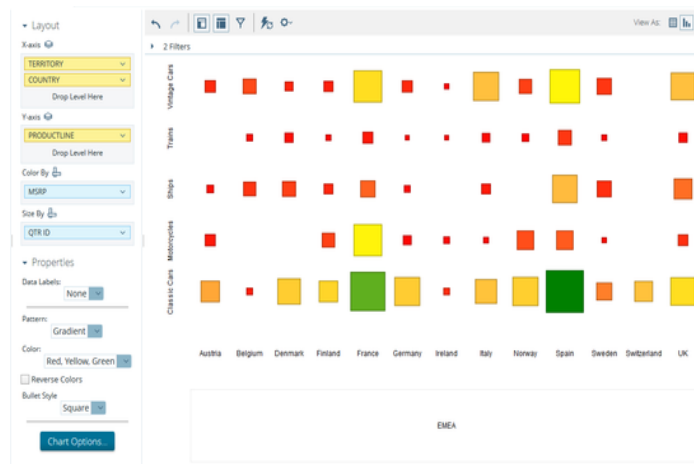 Layout
View As:
X-axis
2 Filters
TERRITORY
COUNTRY
Drop Level Here
Y-axis
PRODUCTLINE
Drop Level Here
Color By
MSRP
Size By
QTR ID
Properties
Data Labels:
None
Pattern:
Gradient
Color:
Red, Yellow, Green
Reverse Colors
Bullet Style
Square
Chart Options...
Vintage Cars
Trains
Ships
Motorcycles
Classic Cars
Austria Belgium Denmark Finland France Germany Ireland Italy Norway Spain Sweden Switzerland UK
EMEA